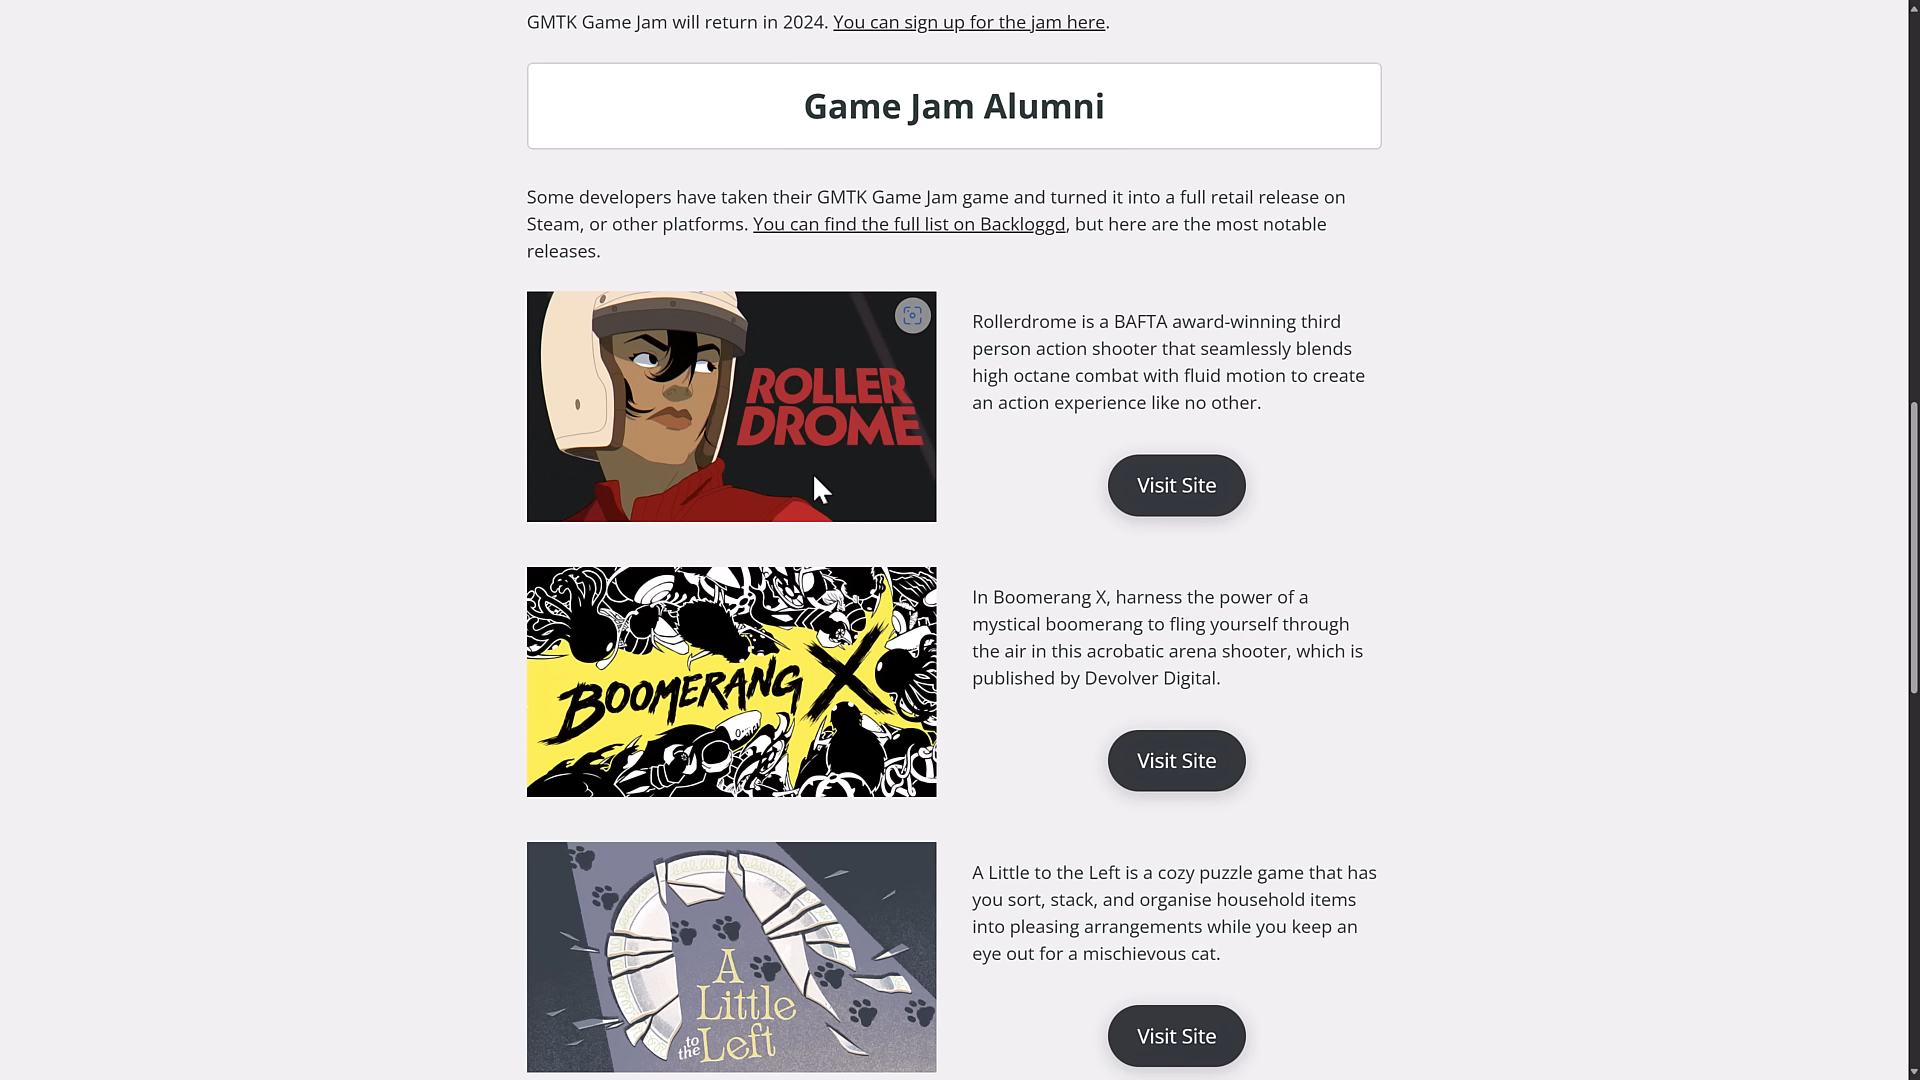 GMTK Game Jam will return in 2024. You can sign up for the jam here.
Game Jam Alumni
Some developers have taken their GMTK Game Jam game and turned it into a full retail release on
Steam, or other platforms. You can find the full list on Backloggd, but here are the most notable
releases.
ROLLER
DROME
Rollerdrome is a BAFTA award-winning third
person action shooter that seamlessly blends
high octane combat with fluid motion to create
an action experience like no other.
Visit Site
BOOMERANG X
In Boomerang X, harness the power of a
mystical boomerang to fling yourself through
the air in this acrobatic arena shooter, which is
published by Devolver Digital.
Visit Site
A
Little
to the Left
A Little to the Left is a cozy puzzle game that has
you sort, stack, and organise household items
into pleasing arrangements while you keep an
eye out for a mischievous cat.
Visit Site